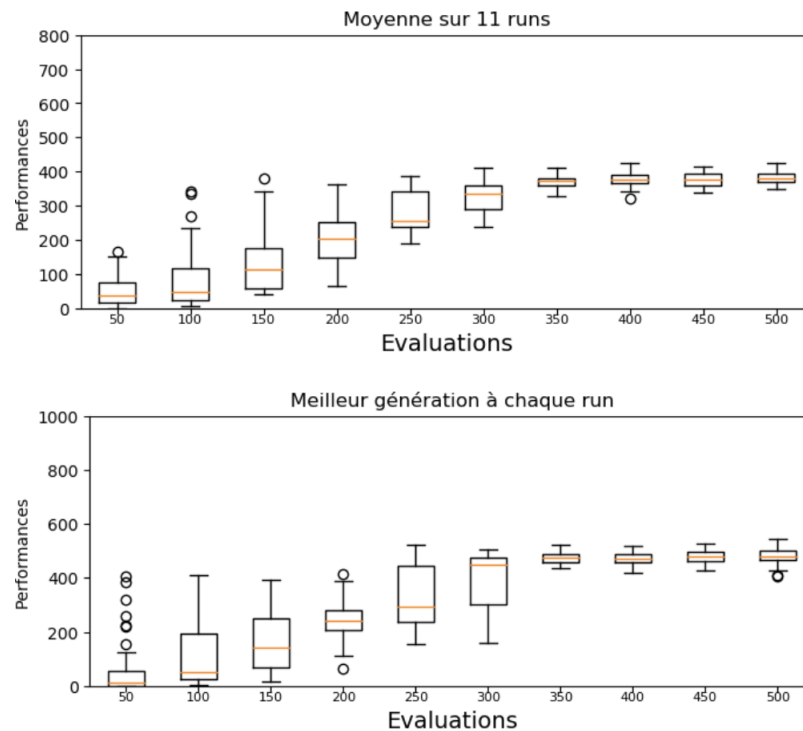 Moyenne sur 11 runs
800
700
600
500
400
300
200
100
0
Performances
50 100 150 200 250 300 350 400 450 500
Evaluations
Meilleur génération à chaque run
1000
800
600
400
200
0
Performances
50 100 150 200 250 300 350 400 450 500
Evaluations